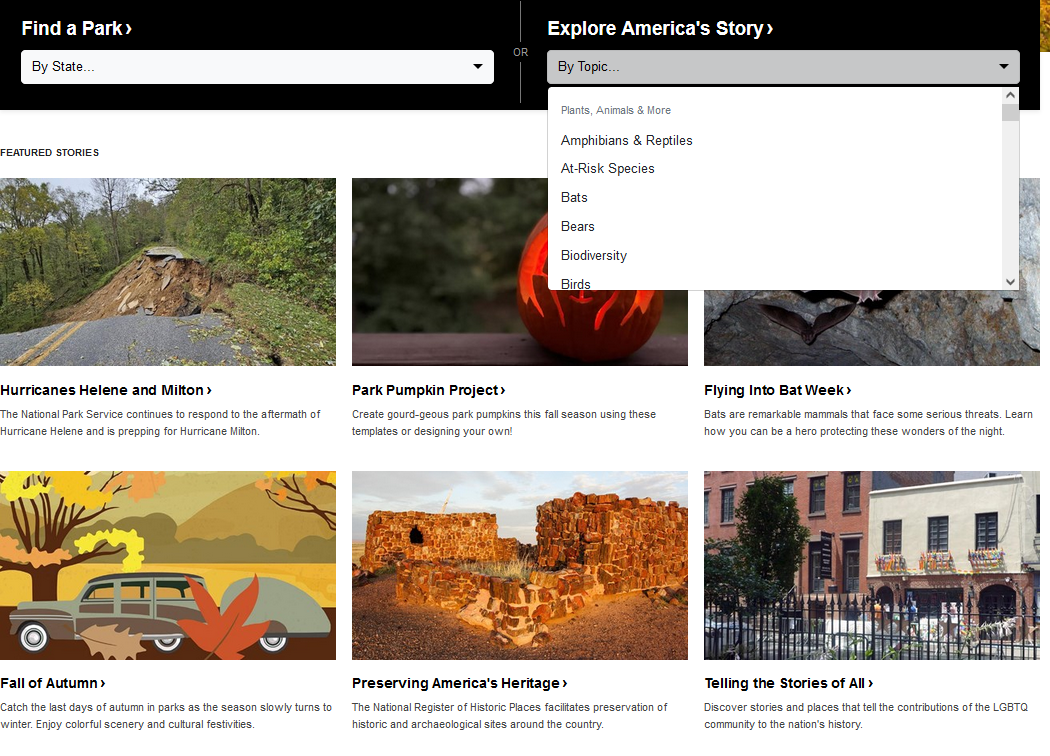 Find a Park ›
By State...
OR
Explore America's Story ›
By Topic...
Plants, Animals & More
Amphibians & Reptiles
At-Risk Species
Bats
Bears
Biodiversity
Birds
FEATURED STORIES
Hurricanes Helene and Milton ›
The National Park Service continues to respond to the aftermath of
Hurricane Helene and is prepping for Hurricane Milton.
Park Pumpkin Project ›
Create gourd-geous park pumpkins this fall season using these
templates or designing your own!
Flying Into Bat Week ›
Bats are remarkable mammals that face some serious threats. Learn
how you can be a hero protecting these wonders of the night.
Fall of Autumn ›
Catch the last days of autumn in parks as the season slowly turns to
winter. Enjoy colorful scenery and cultural festivities.
Preserving America's Heritage ›
The National Register of Historic Places facilitates preservation of
historic and archaeological sites around the country.
Telling the Stories of All ›
Discover stories and places that tell the contributions of the LGBTQ
community to the nation's history.